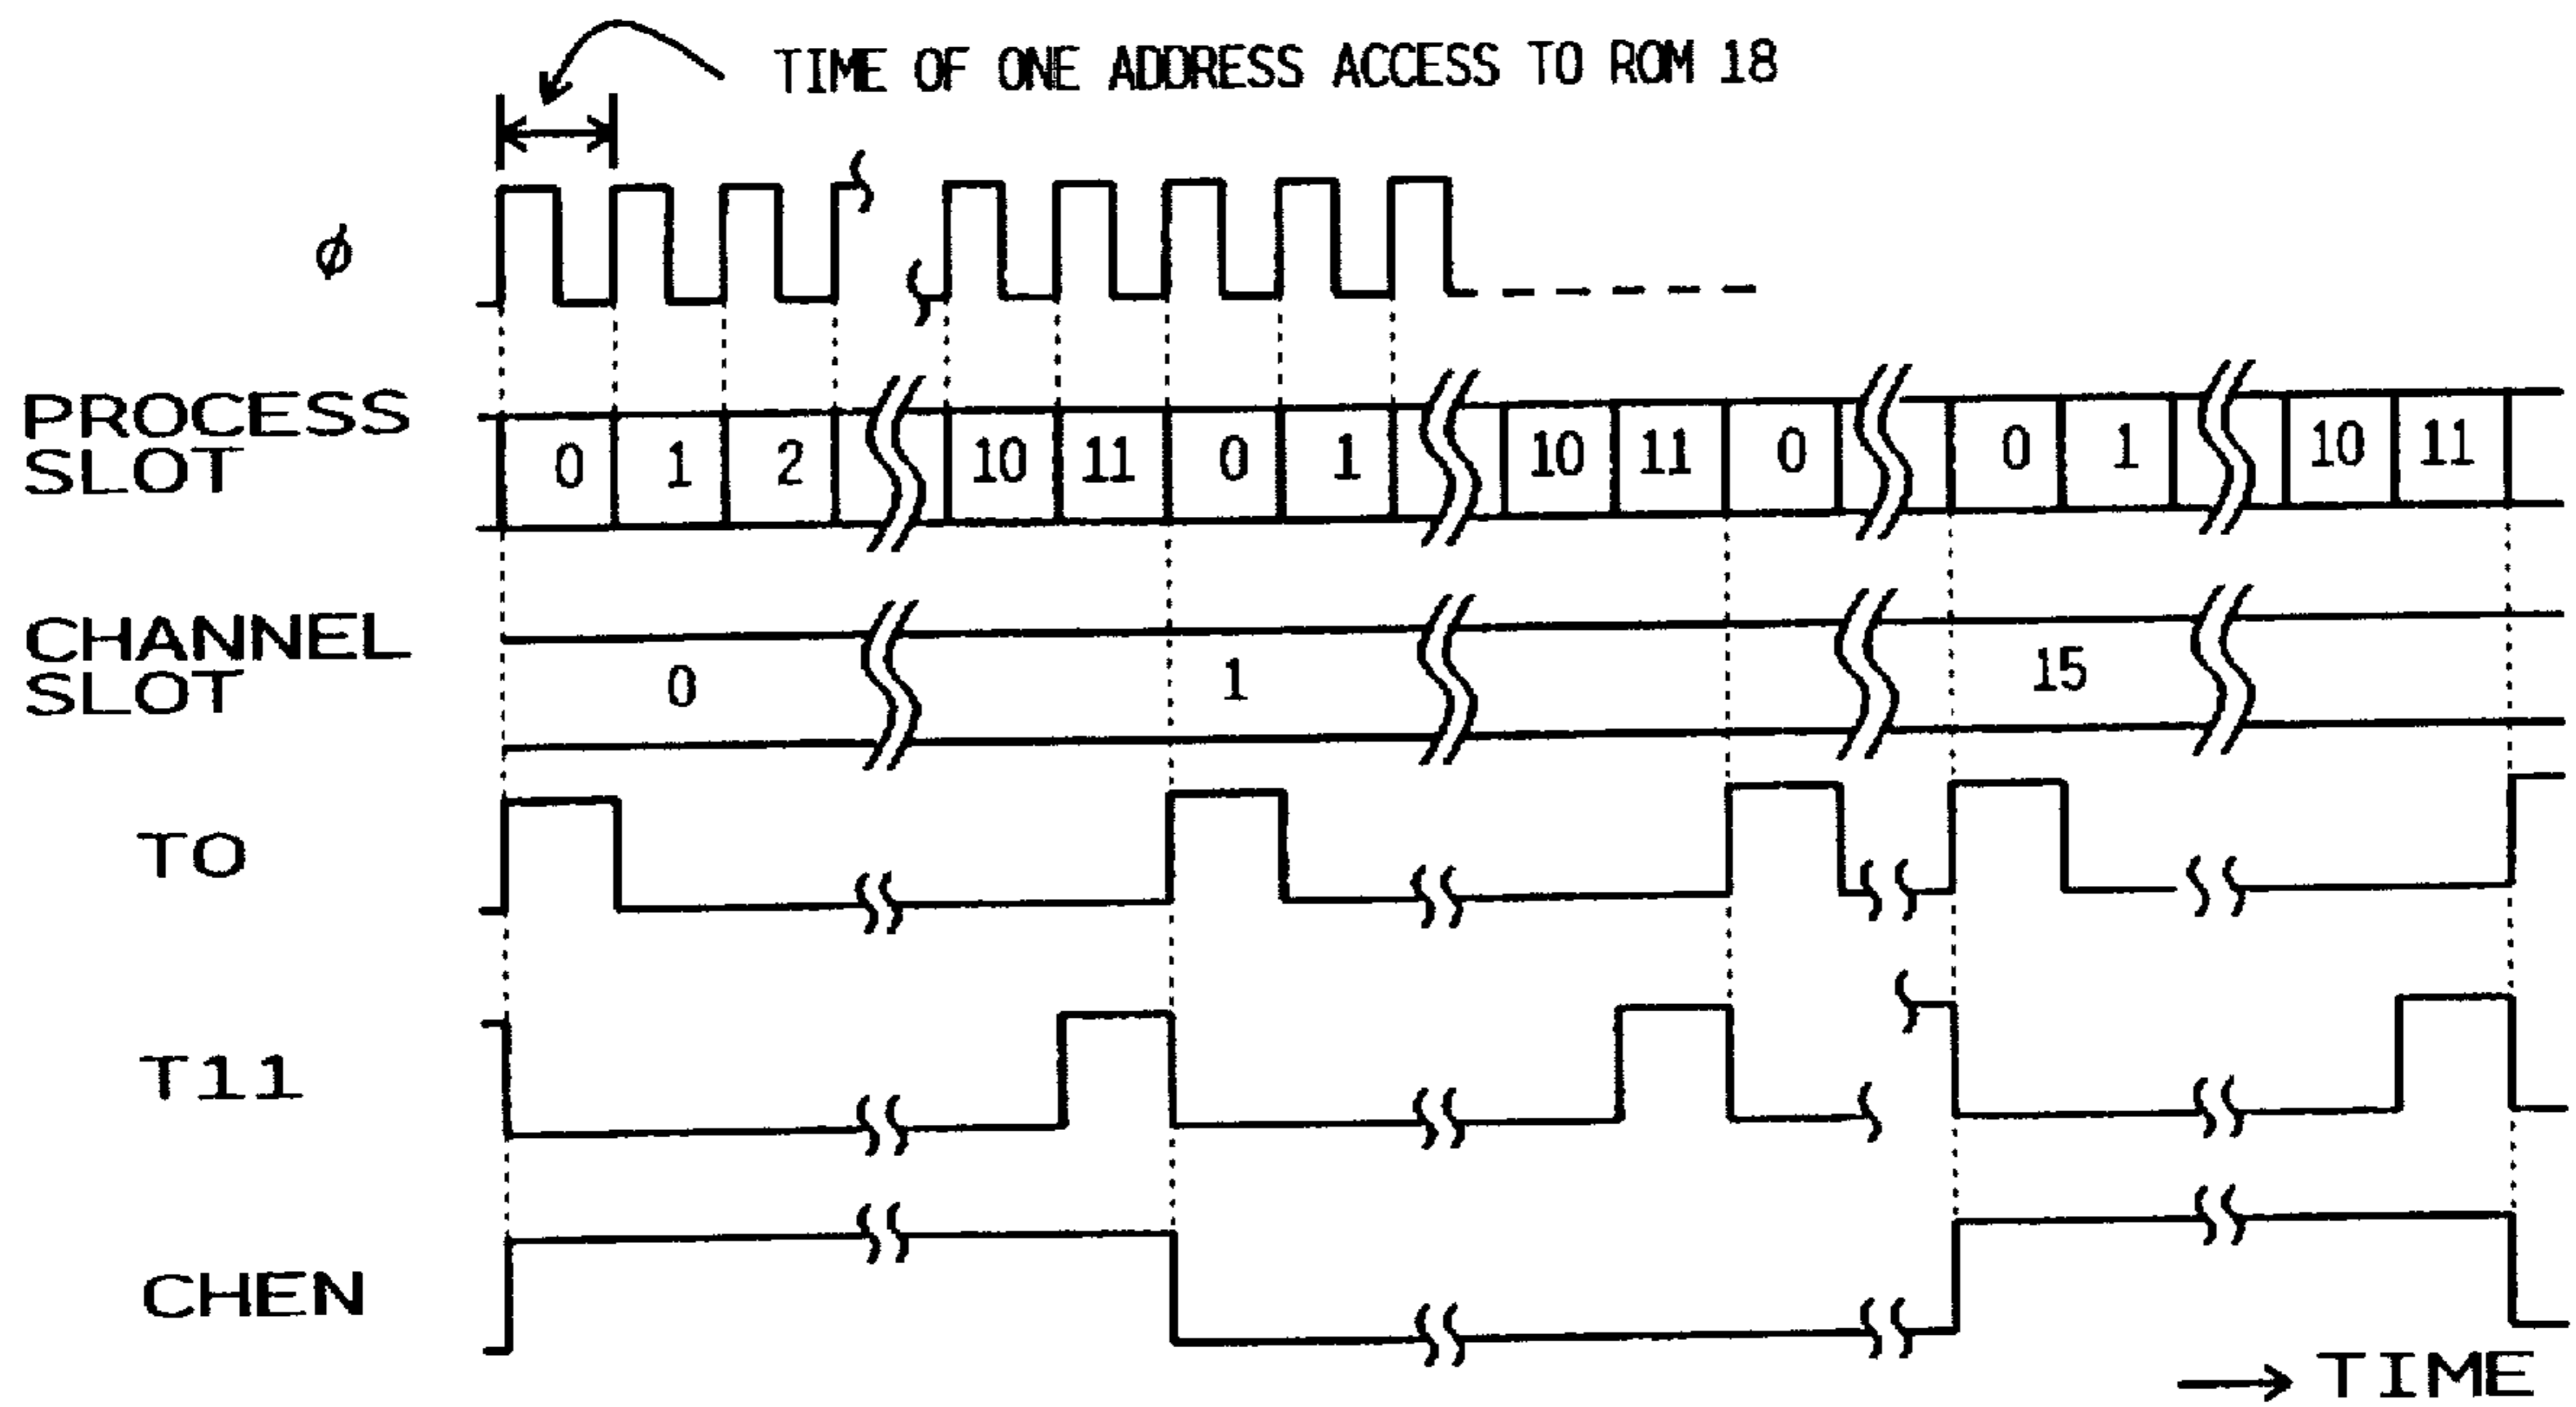 TIME OF ONE ADDRESS ACCESS TO ROM 18
ϕ
PROCESS
SLOT
0 1 2 10 11 0 1 10 11 0 0 1 10 11
CHANNEL
SLOT
0 1 15
T0
T11
CHEN
TIME